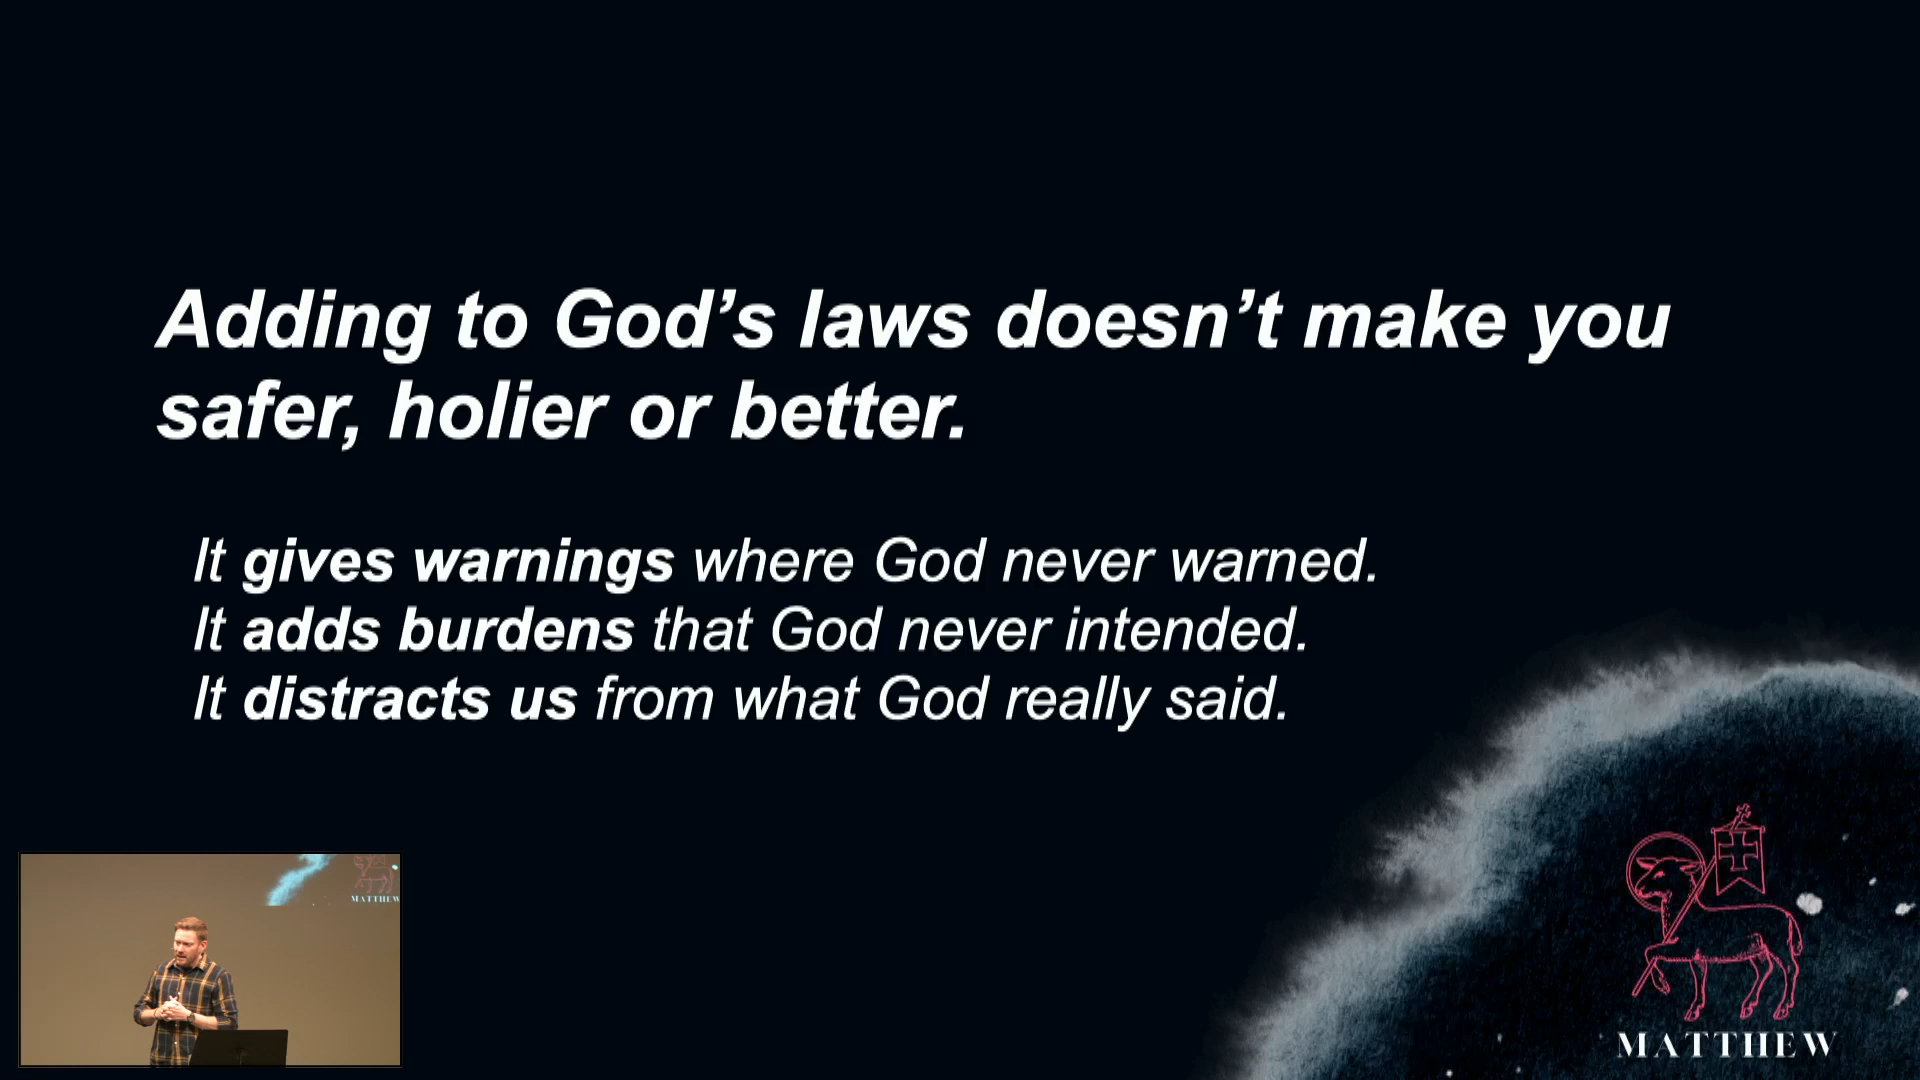 Adding to God’s laws doesn’t make you
safer, holier or better.
It gives warnings where God never warned.
It adds burdens that God never intended.
It distracts us from what God really said.
MATTHEW
MATTHEW